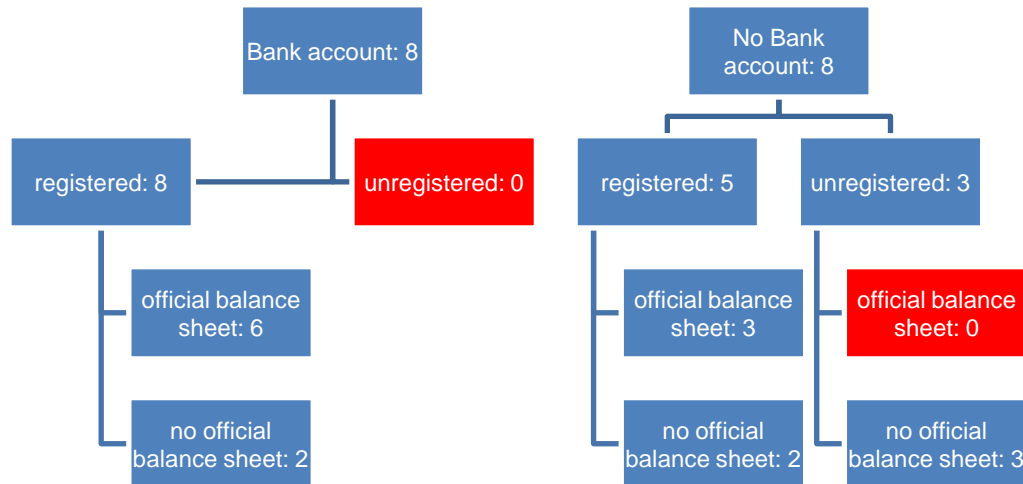 Bank account: 8
No Bank
account: 8
registered: 8
unregistered: 0
registered: 5
unregistered: 3
official balance
sheet: 6
official balance
sheet: 3
official balance
sheet: 0
no official
balance sheet: 2
no official
balance sheet: 2
no official
balance sheet: 3